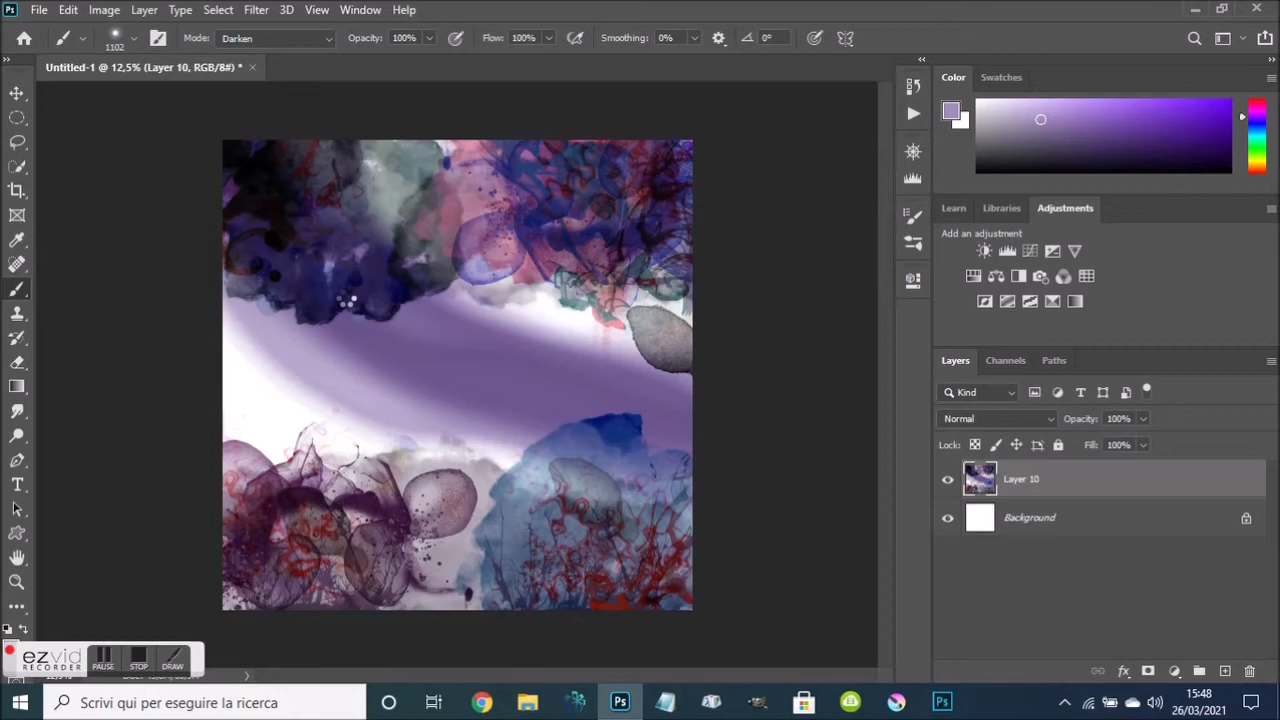 Ps File Edit Image Layer Type Select Filter 3D View Window Help
1102 Mode: Darken Opacity: 100% Flow: 100% Smoothing: 0% 0°
Untitled-1 @ 12,5% (Layer 10, RGB/8#) *
Color Swatches
Learn Libraries Adjustments
Add an adjustment
Layers Channels Paths
Kind
Normal Opacity: 100%
Lock: Fill: 100%
Layer 10
Background
ezvid
RECORDER
PAUSE STOP DRAW
Scrivi qui per eseguire la ricerca
Ps
Ps
15:48
26/03/2021